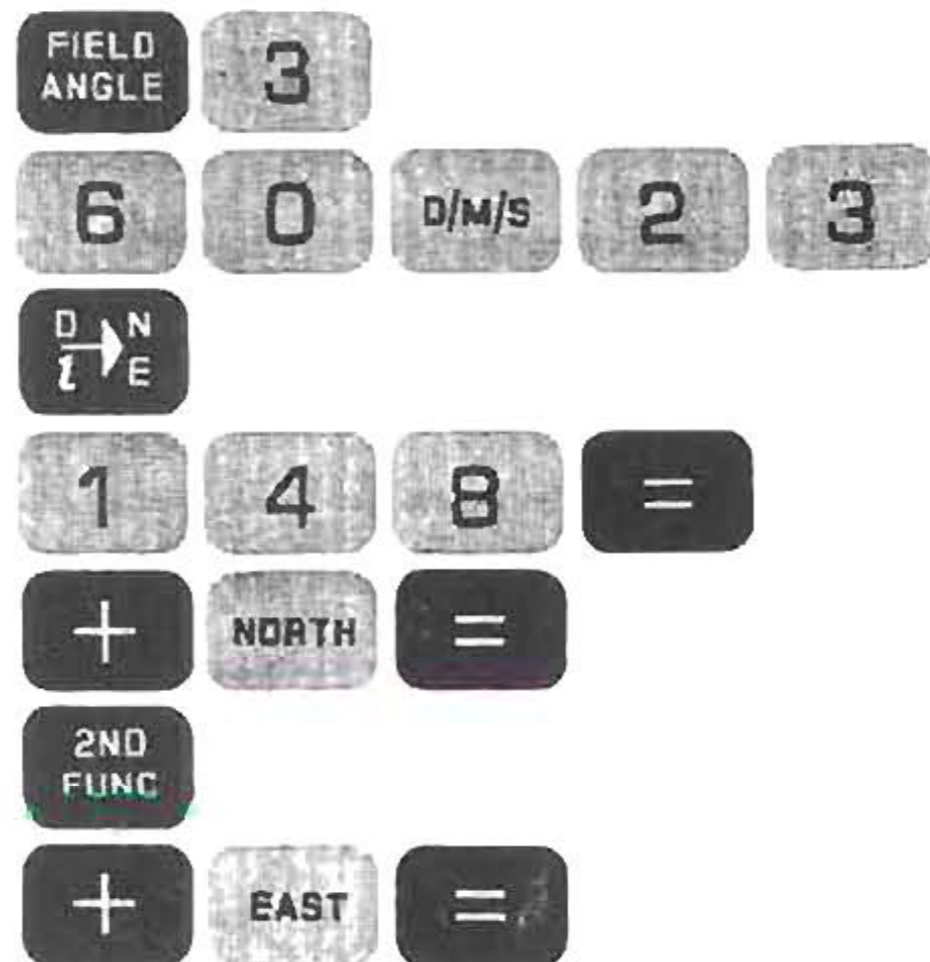 FIELD ANGLE 3
6 0 D/M/S 2 3
D l → N E
1 4 8 =
+ NORTH =
2ND FUNC
+ EAST =